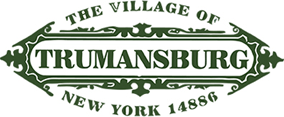 THE VILLAGE OF
TRUMANSBURG
NEW YORK 14886